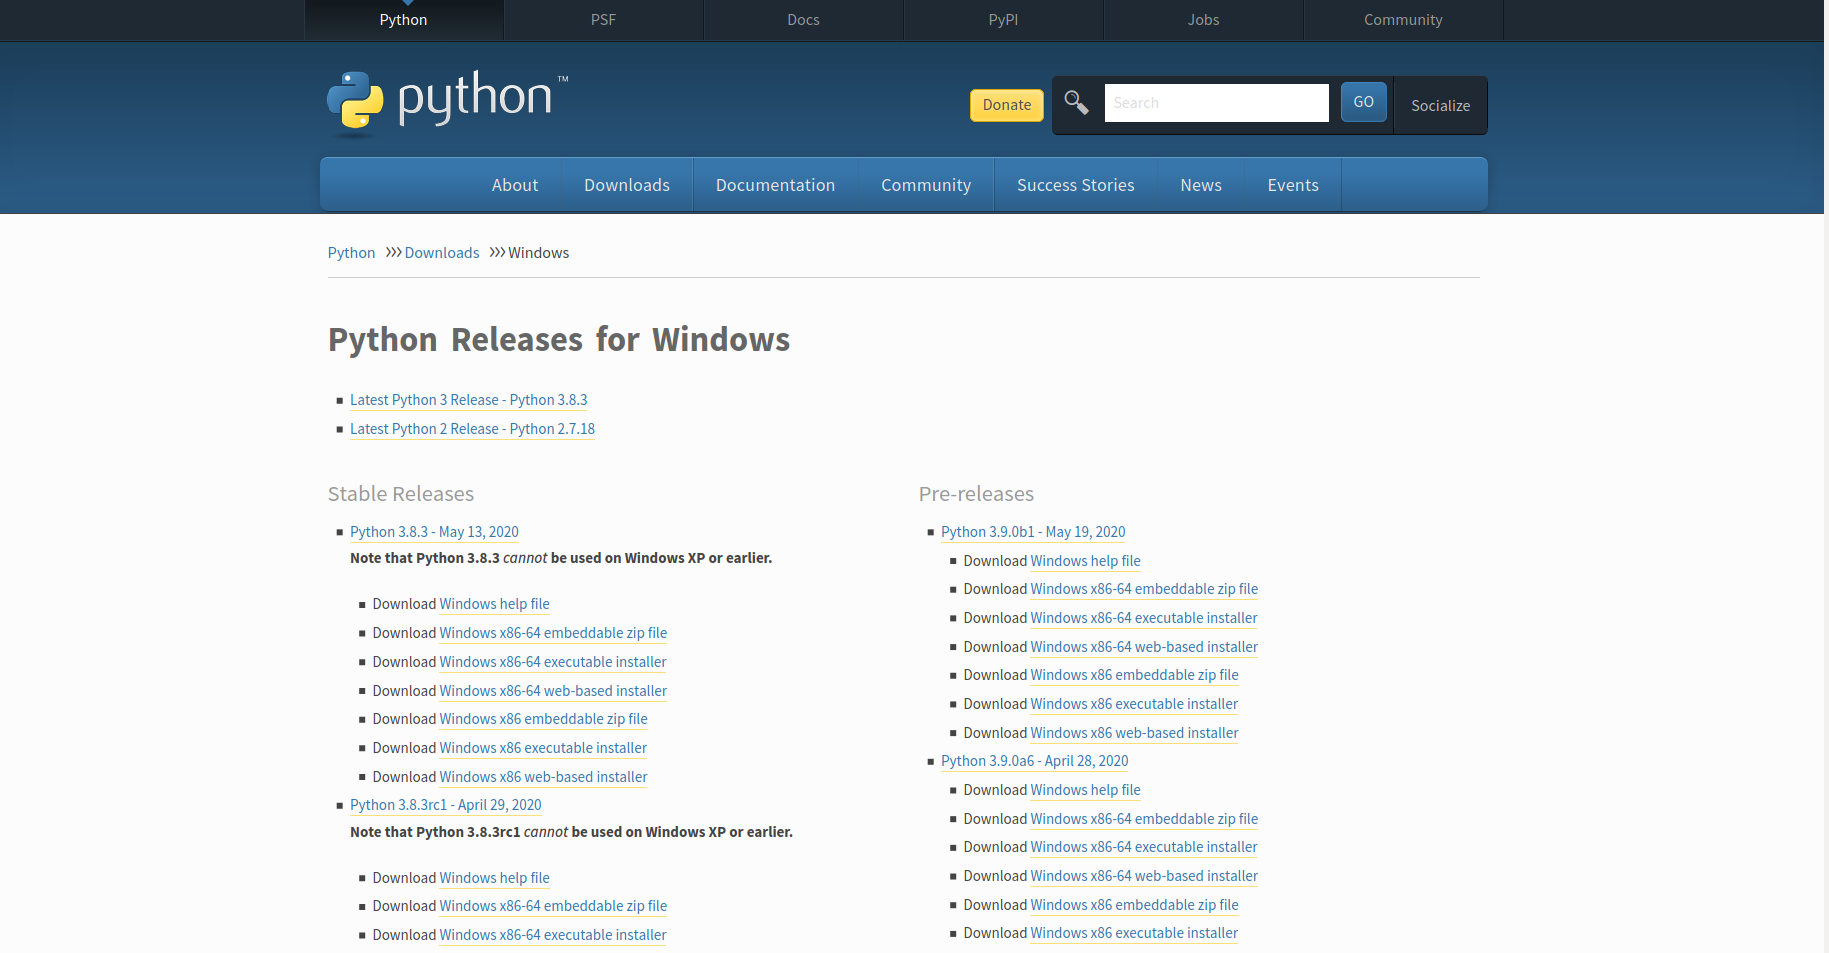 Python PSF Docs PyPI Jobs Community
python™
Donate Search GO Socialize
About Downloads Documentation Community Success Stories News Events
Python >>> Downloads >>> Windows
Python Releases for Windows
Latest Python 3 Release - Python 3.8.3
Latest Python 2 Release - Python 2.7.18
Stable Releases
Python 3.8.3 - May 13, 2020
Note that Python 3.8.3 cannot be used on Windows XP or earlier.
Download Windows help file
Download Windows x86-64 embeddable zip file
Download Windows x86-64 executable installer
Download Windows x86-64 web-based installer
Download Windows x86 embeddable zip file
Download Windows x86 executable installer
Download Windows x86 web-based installer
Python 3.8.3rc1 - April 29, 2020
Note that Python 3.8.3rc1 cannot be used on Windows XP or earlier.
Download Windows help file
Download Windows x86-64 embeddable zip file
Download Windows x86-64 executable installer
Pre-releases
Python 3.9.0b1 - May 19, 2020
Download Windows help file
Download Windows x86-64 embeddable zip file
Download Windows x86-64 executable installer
Download Windows x86-64 web-based installer
Download Windows x86 embeddable zip file
Download Windows x86 executable installer
Download Windows x86 web-based installer
Python 3.9.0a6 - April 28, 2020
Download Windows help file
Download Windows x86-64 embeddable zip file
Download Windows x86-64 executable installer
Download Windows x86-64 web-based installer
Download Windows x86 embeddable zip file
Download Windows x86 executable installer